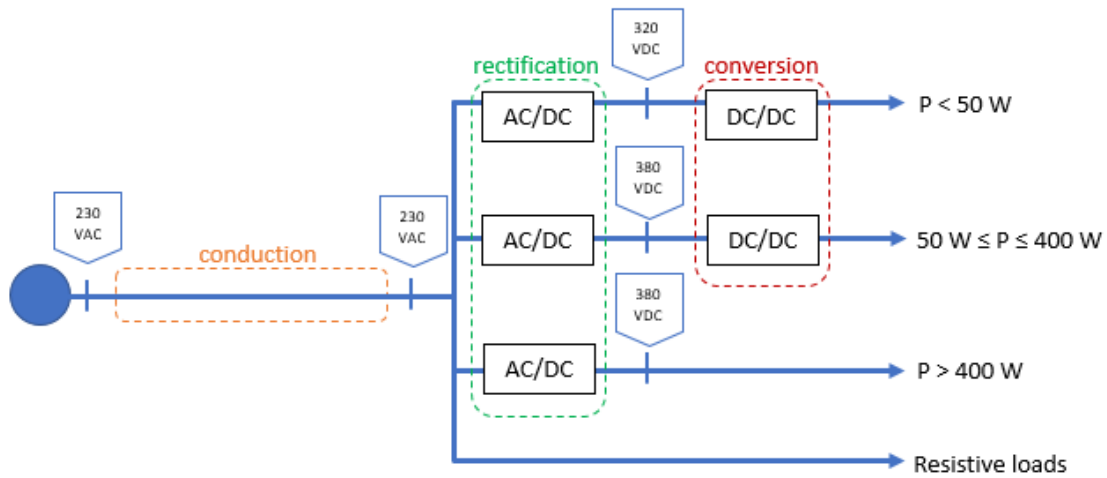 320
VDC
rectification
conversion
AC/DC
DC/DC
P < 50 W
380
VDC
230
VAC
230
VAC
conduction
AC/DC
DC/DC
50 W ≤ P ≤ 400 W
380
VDC
AC/DC
P > 400 W
Resistive loads